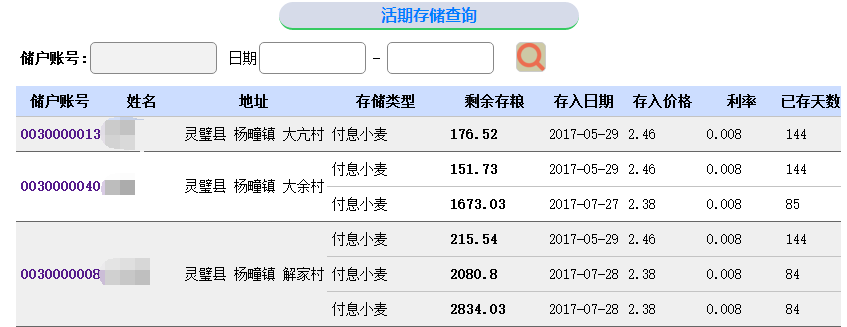 活期存储查询
储户账号: 日期 -
储户账号 姓名 地址 存储类型 剩余存粮 存入日期 存入价格 利率 已存天数
0030000013 灵璧县 杨疃镇 大亢村 付息小麦 176.52 2017-05-29 2.46 0.008 144
付息小麦 151.73 2017-05-29 2.46 0.008 144
0030000040 灵璧县 杨疃镇 大余村
付息小麦 1673.03 2017-07-27 2.38 0.008 85
付息小麦 215.54 2017-05-29 2.46 0.008 144
0030000008 灵璧县 杨疃镇 解家村 付息小麦 2080.8 2017-07-28 2.38 0.008 84
付息小麦 2834.03 2017-07-28 2.38 0.008 84